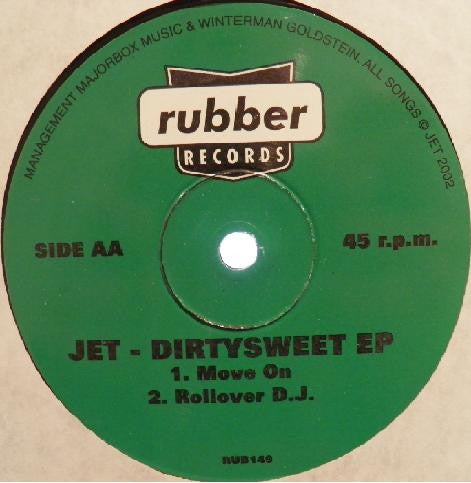 MANAGEMENT MAJORBOX MUSIC & WINTERMAN GOLDSTEIN. ALL SONGS © JET 2002
rubber
RECORDS
SIDE AA
45 r.p.m.
JET - DIRTYSWEET EP
1. Move On
2. Rollover D.J.
RUB149